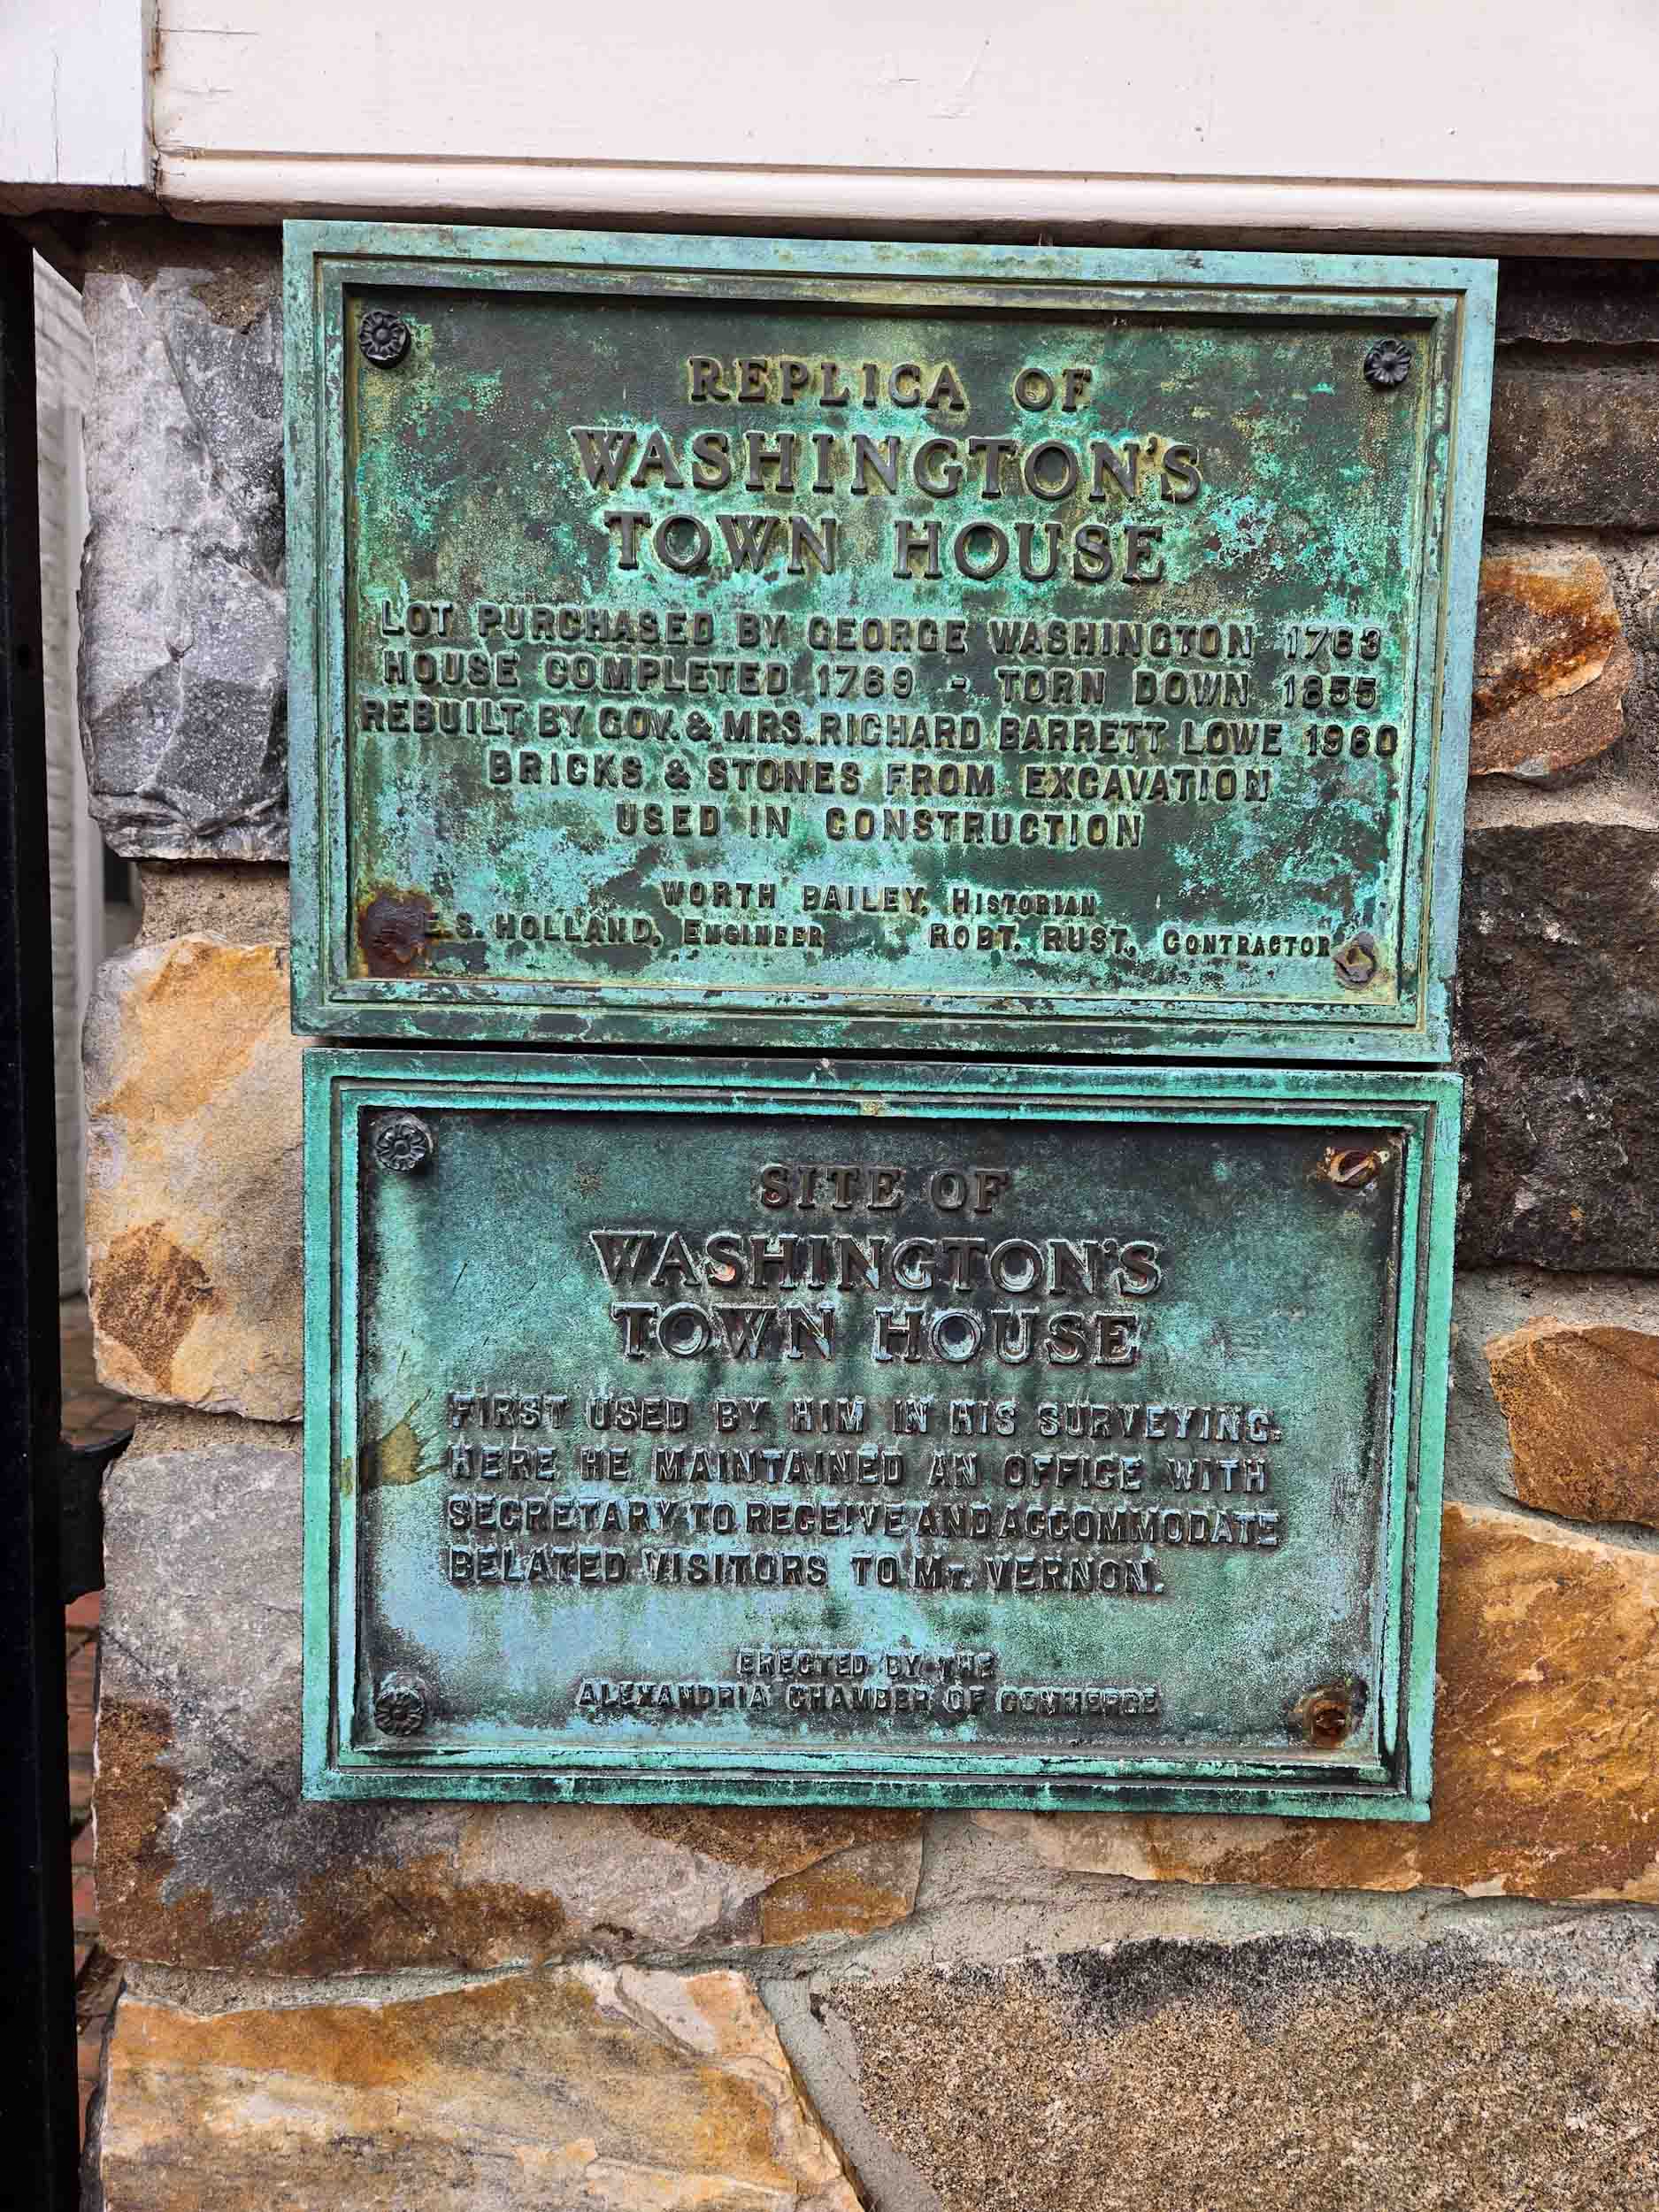 REPLICA OF
WASHINGTON'S
TOWN HOUSE
LOT PURCHASED BY GEORGE WASHINGTON 1763
HOUSE COMPLETED 1769 - TORN DOWN 1855
REBUILT BY GOV. & MRS. RICHARD BARRETT LOWE 1960
BRICKS & STONES FROM EXCAVATION
USED IN CONSTRUCTION
WORTH BAILEY, HISTORIAN
E.S. HOLLAND, ENGINEER ROBT. RUST, CONTRACTOR
SITE OF
WASHINGTON'S
TOWN HOUSE
FIRST USED BY HIM IN HIS SURVEYING.
HERE HE MAINTAINED AN OFFICE WITH
SECRETARY TO RECEIVE AND ACCOMMODATE
BELATED VISITORS TO MT. VERNON.
ERECTED BY THE
ALEXANDRIA CHAMBER OF COMMERCE